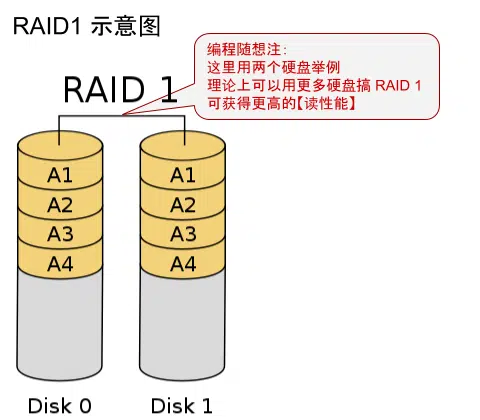 RAID1 示意图
编程随想注：
这里用两个硬盘举例
理论上可以用更多硬盘搞 RAID 1
可获得更高的【读性能】
RAID 1
A1
A2
A3
A4
A1
A2
A3
A4
Disk 0
Disk 1